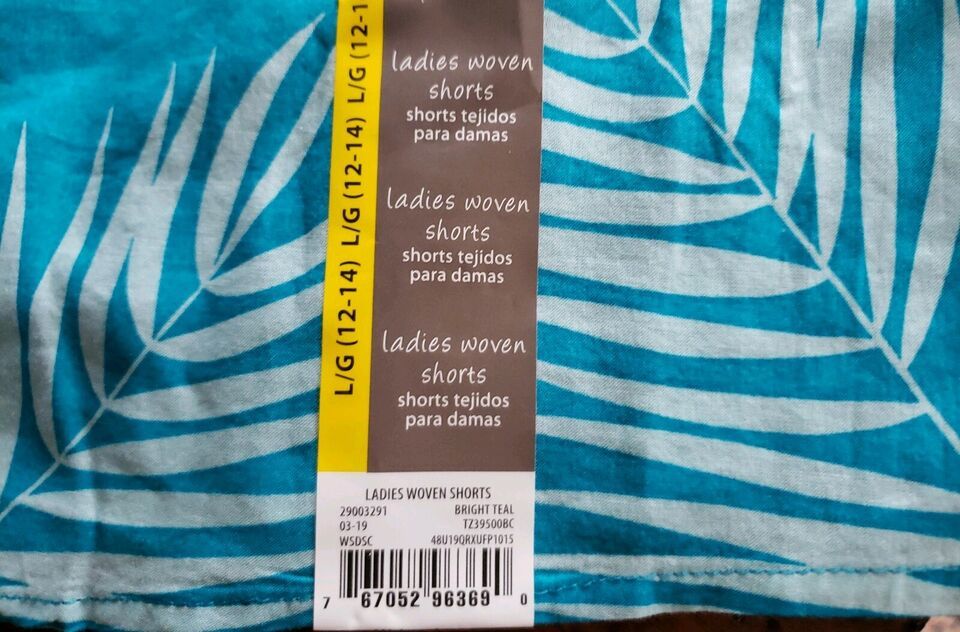 L/G (12-14) L/G (12-14) L/G (12-1
ladies woven
shorts
shorts tejidos
para damas
ladies woven
shorts
shorts tejidos
para damas
ladies woven
shorts
shorts tejidos
para damas
LADIES WOVEN SHORTS
29003291 BRIGHT TEAL
03-19 TZ39500BC
WSDSC 48U19QRXUFP1015
7 67052 96369 0